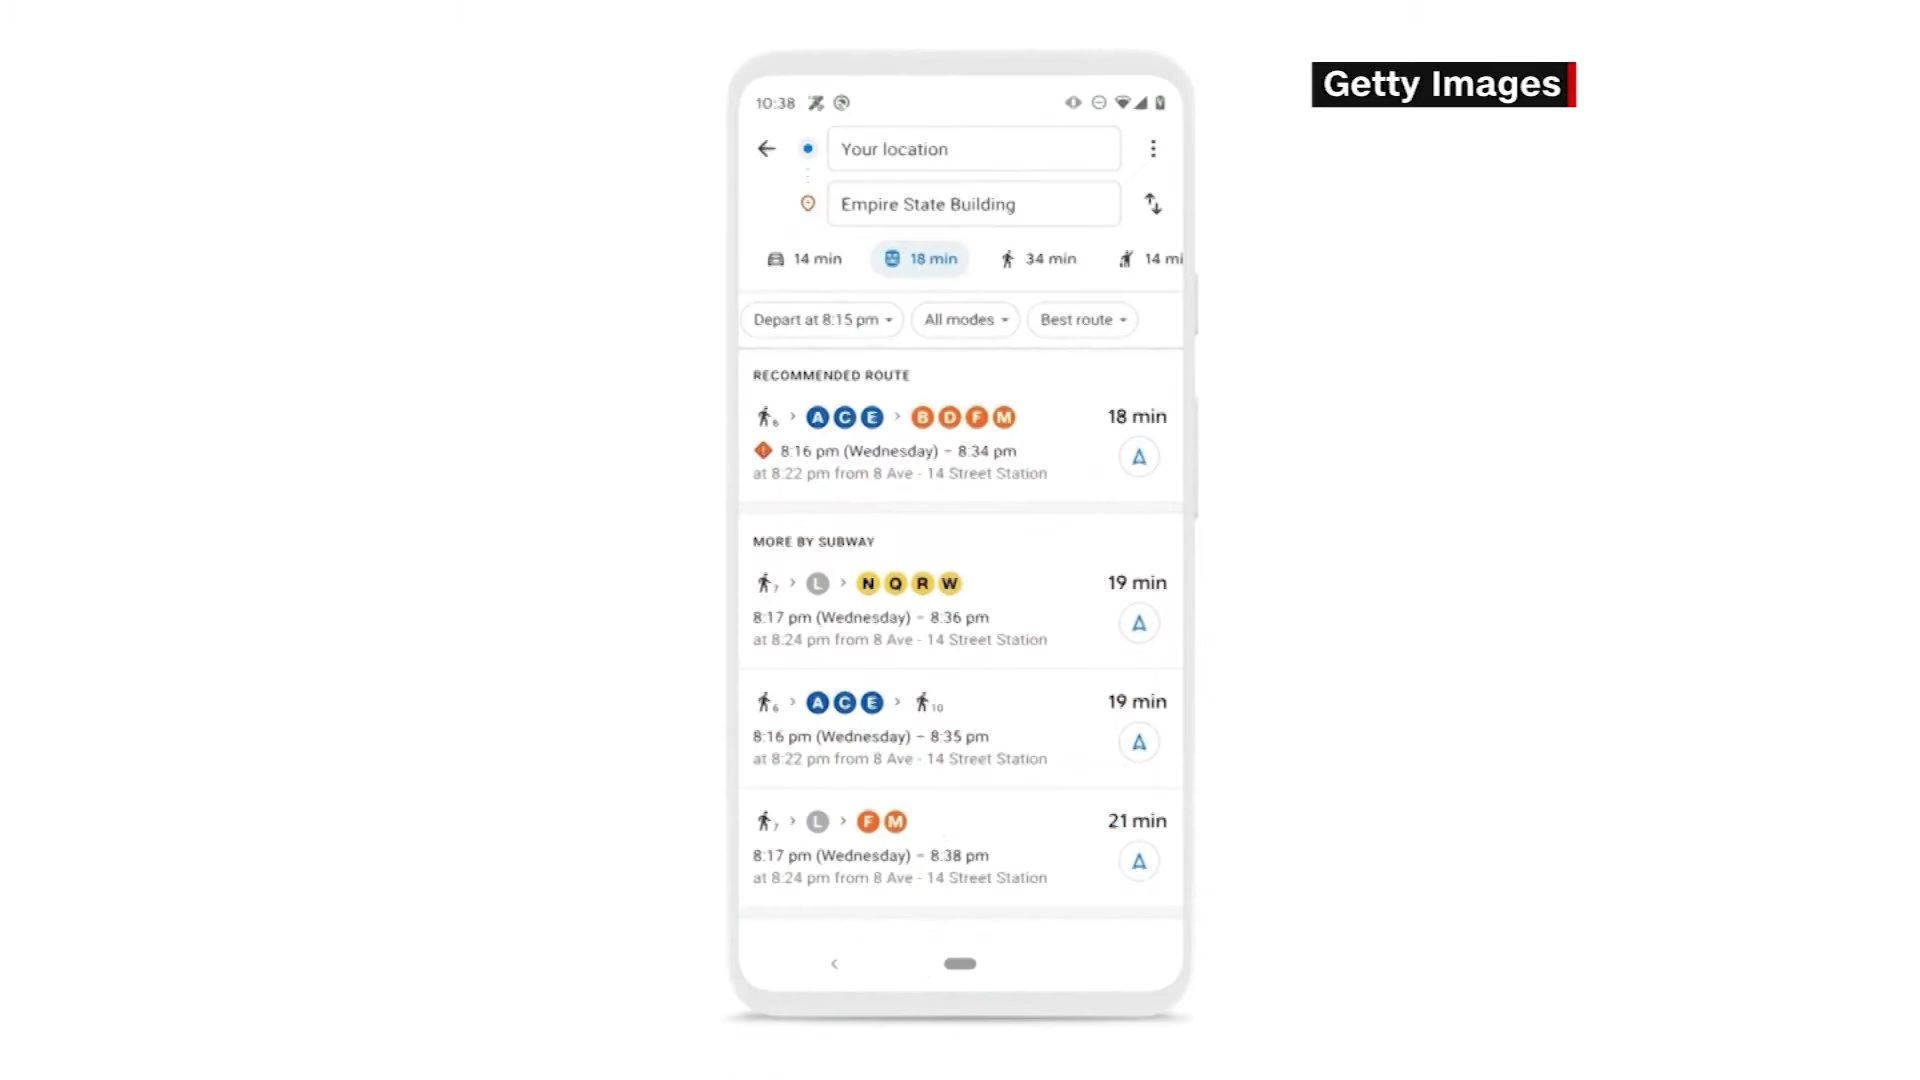 Getty Images
10:38
Your location
Empire State Building
14 min 18 min 34 min 14 mi
Depart at 8:15 pm All modes Best route
RECOMMENDED ROUTE
6 > A C E > B D F M 18 min
8:16 pm (Wednesday) – 8:34 pm
at 8:22 pm from 8 Ave - 14 Street Station
MORE BY SUBWAY
7 > L > N Q R W 19 min
8:17 pm (Wednesday) – 8:36 pm
at 8:24 pm from 8 Ave - 14 Street Station
6 > A C E > 10 19 min
8:16 pm (Wednesday) – 8:35 pm
at 8:22 pm from 8 Ave - 14 Street Station
7 > L > F M 21 min
8:17 pm (Wednesday) – 8:38 pm
at 8:24 pm from 8 Ave - 14 Street Station